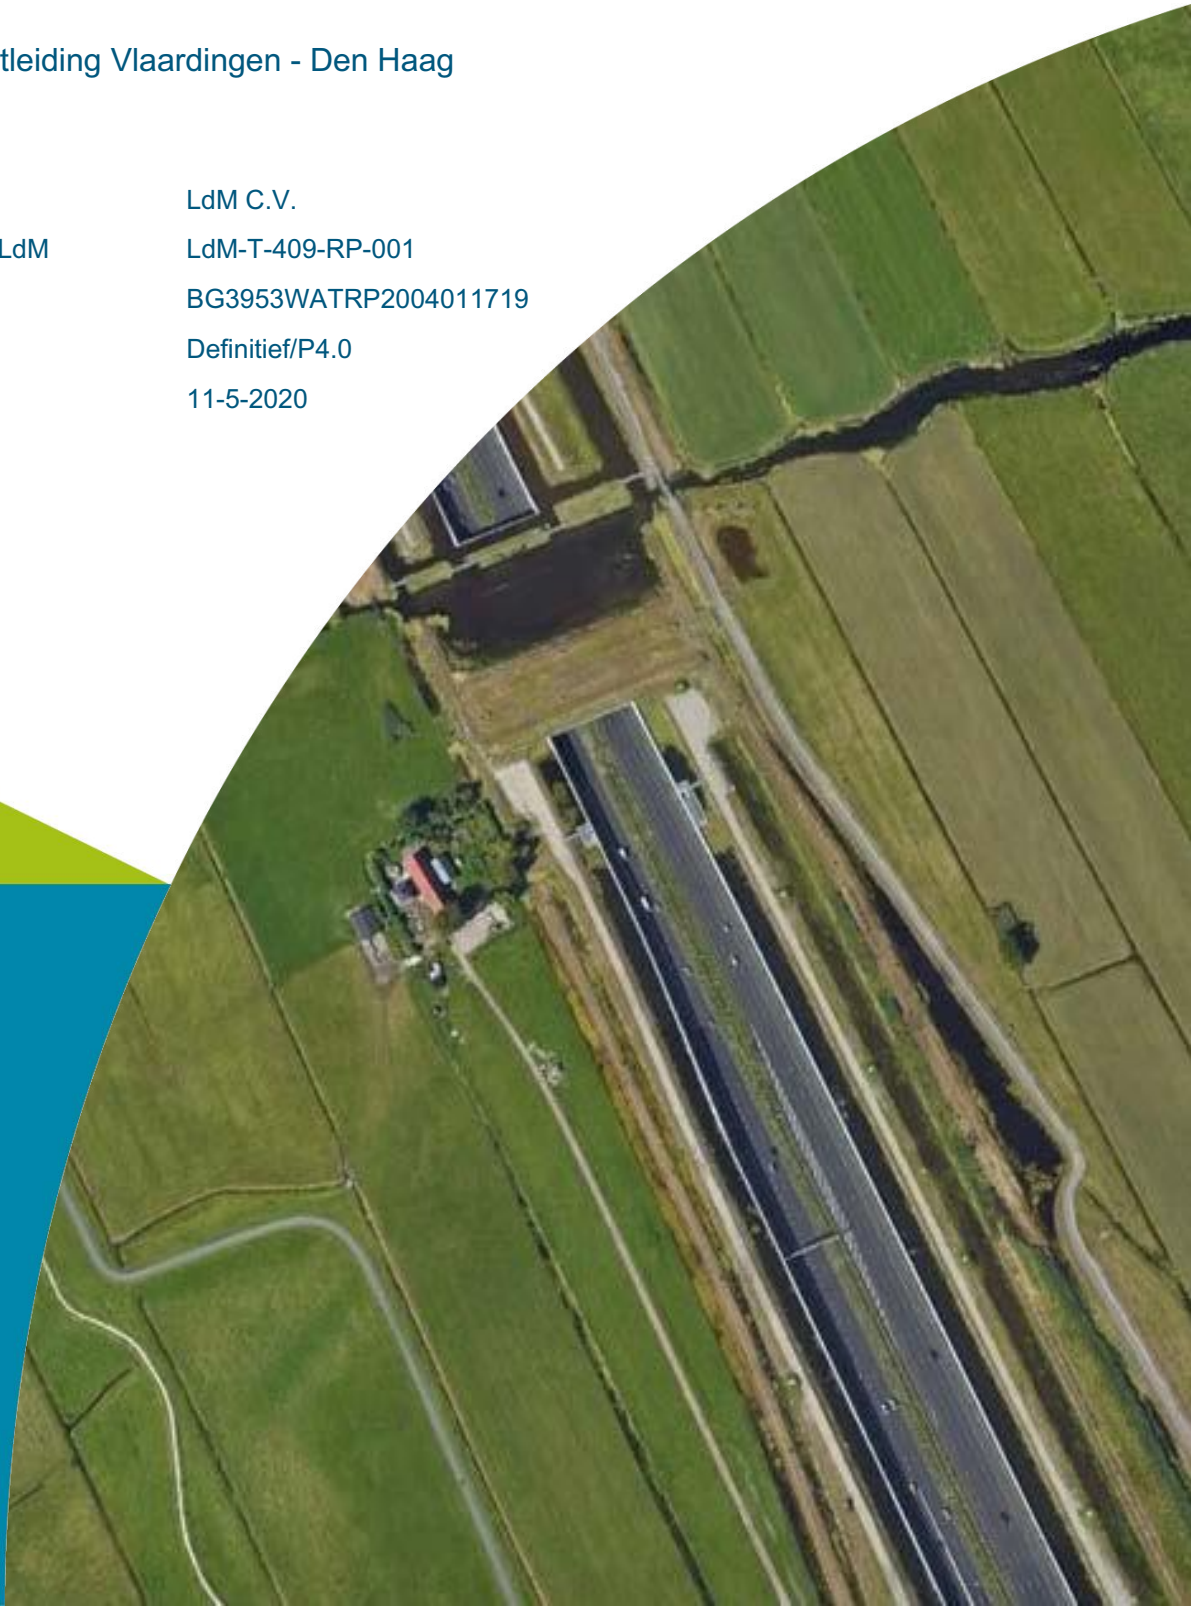 tleiding Vlaardingen - Den Haag
LdM C.V.
LdM LdM-T-409-RP-001
BG3953WATRP2004011719
Definitief/P4.0
11-5-2020